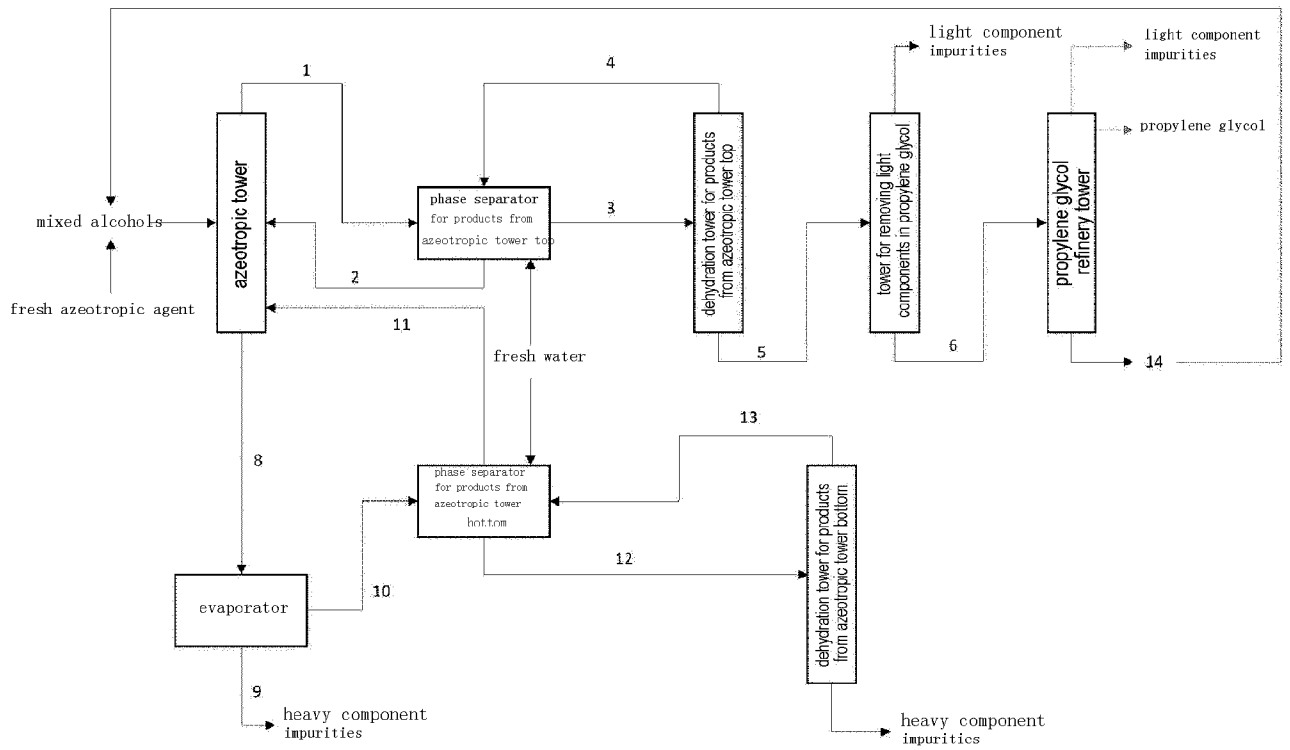 light component
impurities
light component
impurities
1
4
propylene glycol
azeotropic tower
phase separator
for products from
azeotropic tower top
3
dehydration tower for products
from azeotropic tower top
tower for removing light
components in propylene glycol
propylene glycol
refinery tower
mixed alcohols
2
fresh azeotropic agent
11
fresh water
5
6
14
8
13
phase separator
for products from
azeotropic tower
hottom
12
dehydration tower for products
from azeotropic tower bottom
10
evaporator
9
heavy component
impurities
heavy component
impuritics